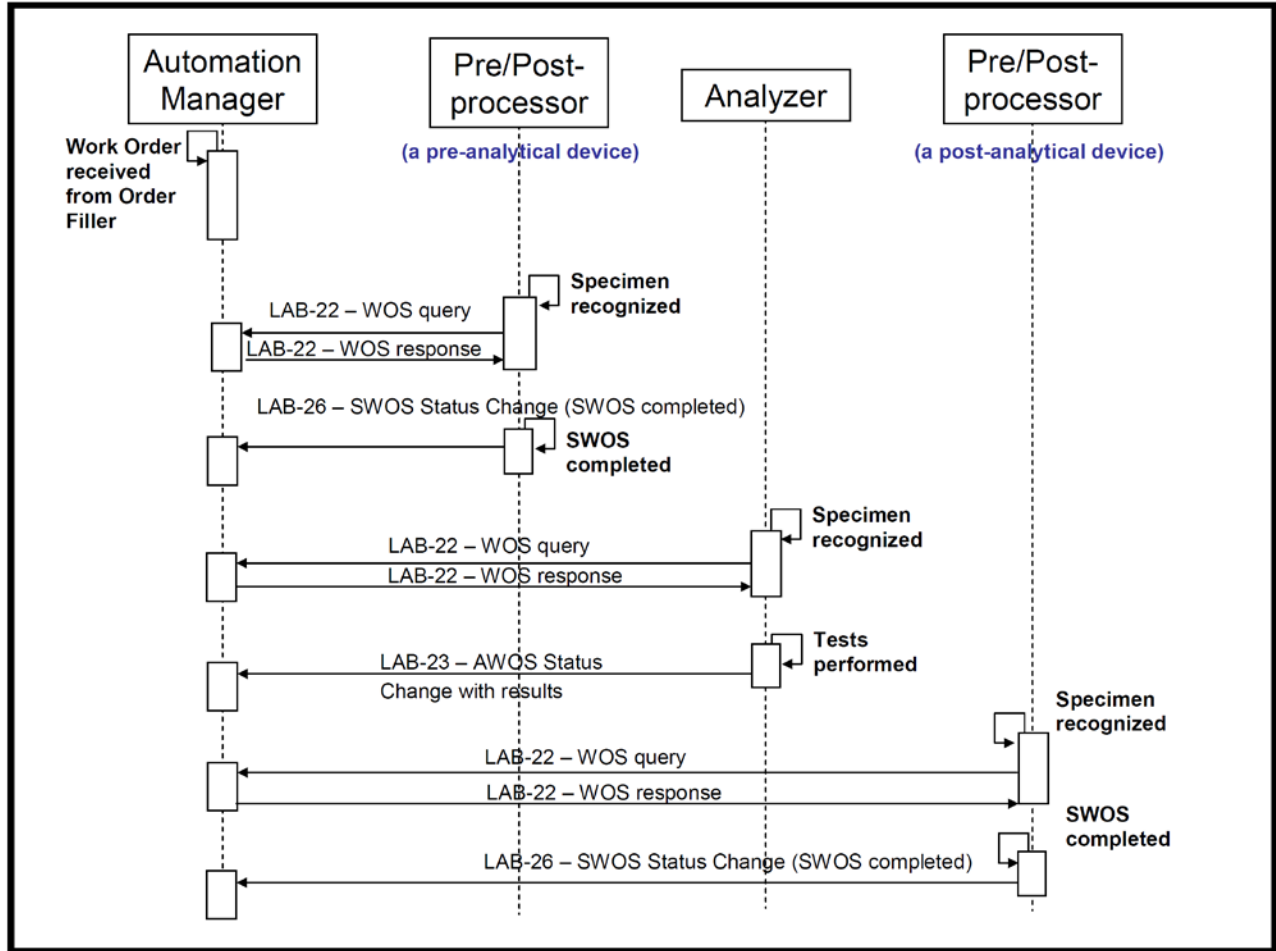 Automation
Manager
Pre/Post-
processor
Analyzer
Pre/Post-
processor
(a pre-analytical device)
(a post-analytical device)
Work Order
received
from Order
Filler
Specimen
recognized
LAB-22 – WOS query
LAB-22 – WOS response
LAB-26 – SWOS Status Change (SWOS completed)
SWOS
completed
Specimen
recognized
LAB-22 – WOS query
LAB-22 – WOS response
Tests
performed
LAB-23 – AWOS Status
Change with results
Specimen
recognized
LAB-22 – WOS query
LAB-22 – WOS response
SWOS
completed
LAB-26 – SWOS Status Change (SWOS completed)